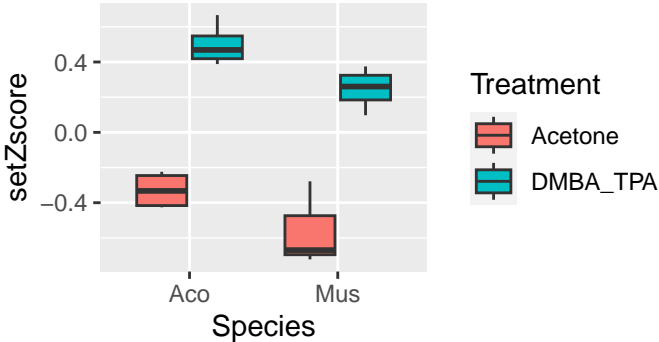 setZscore
0.4
0.0
−0.4
Aco
Mus
Species
Treatment
Acetone
DMBA_TPA